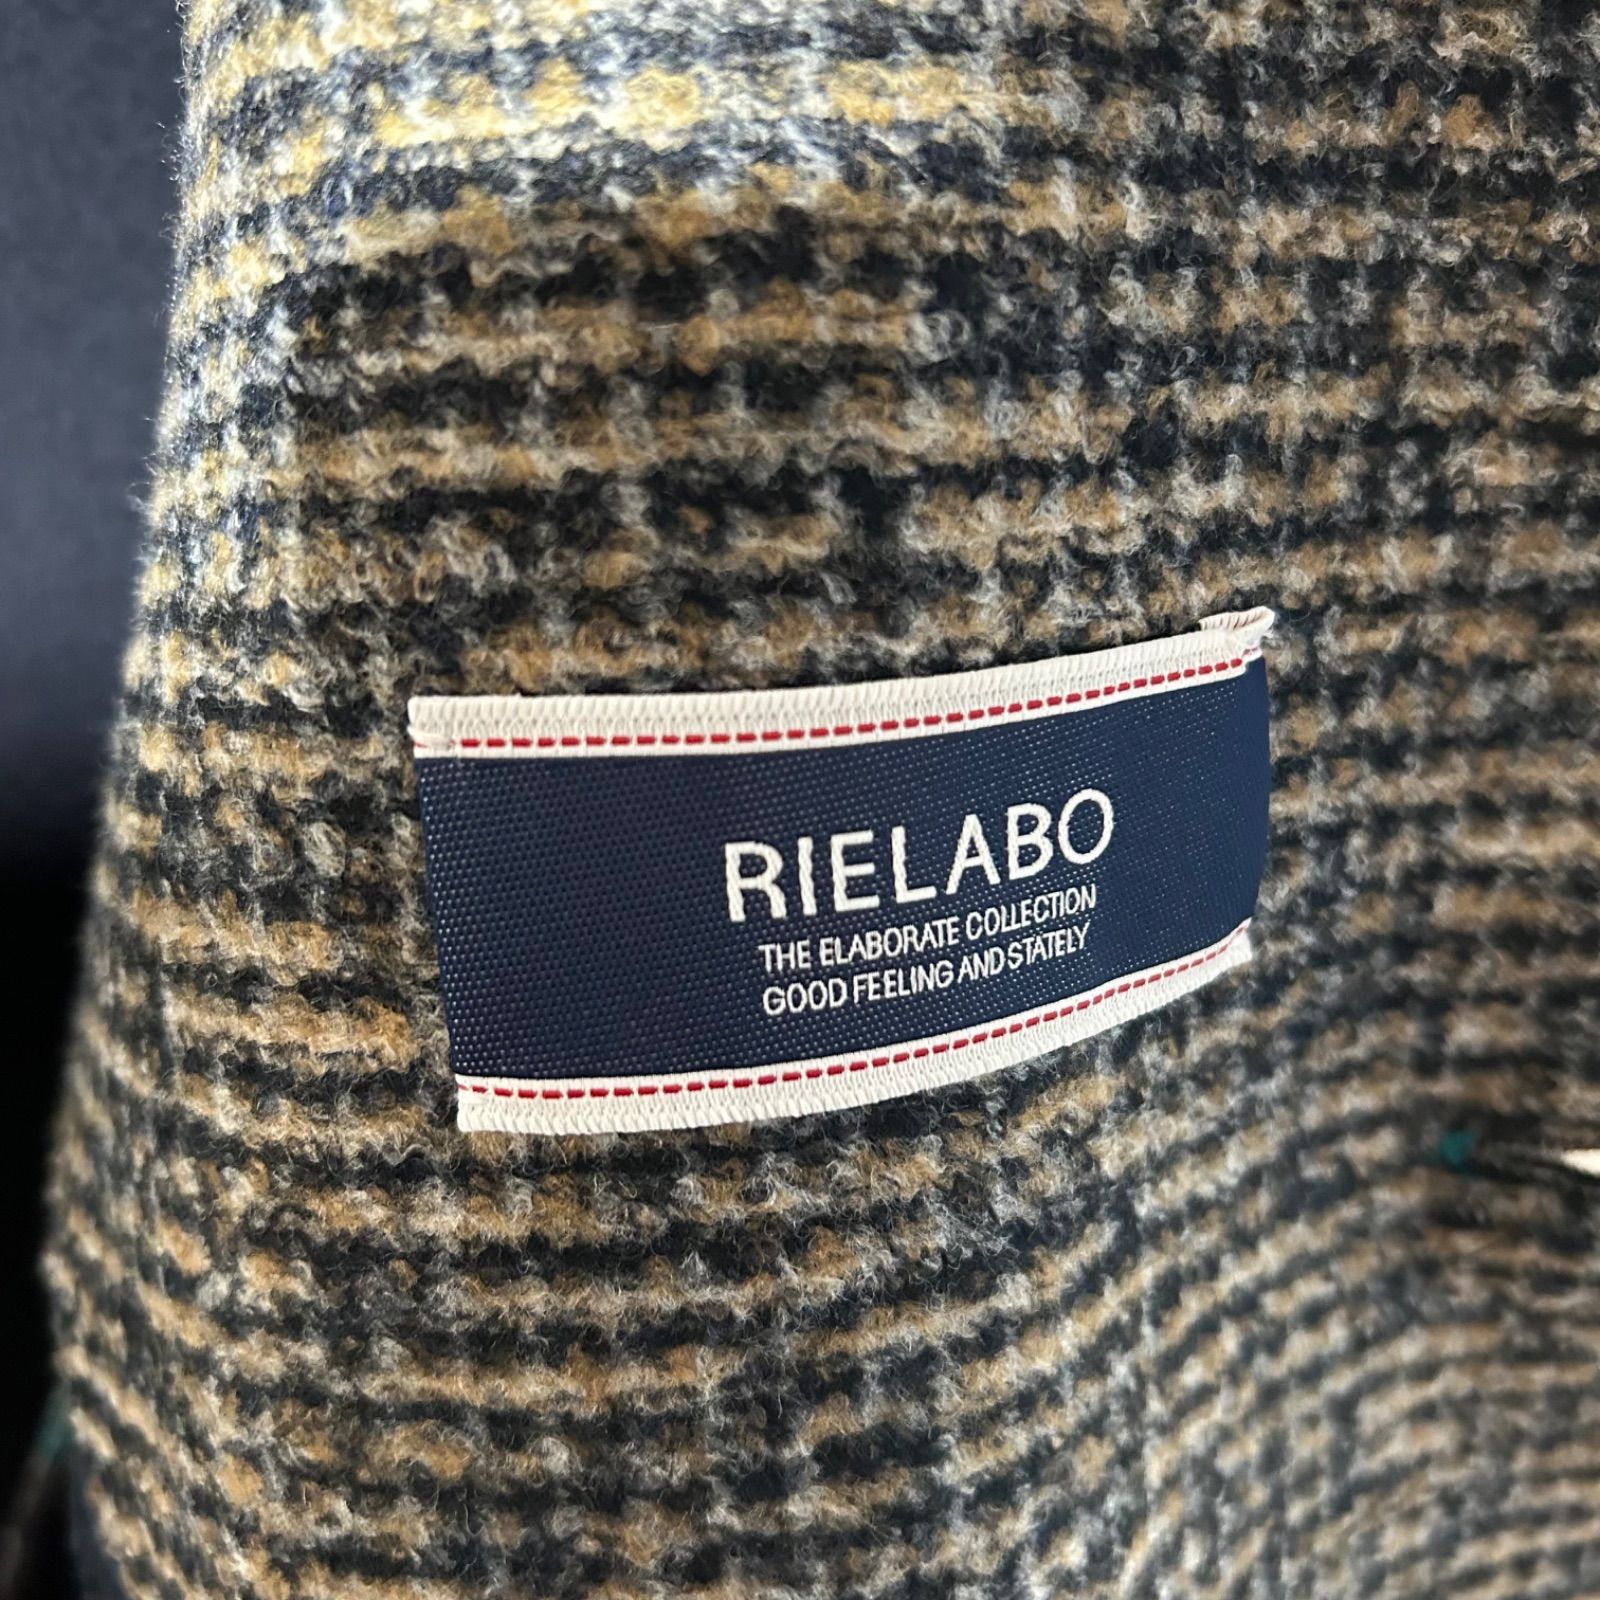 RIELABO
THE ELABORATE COLLECTION
GOOD FEELING AND STATELY